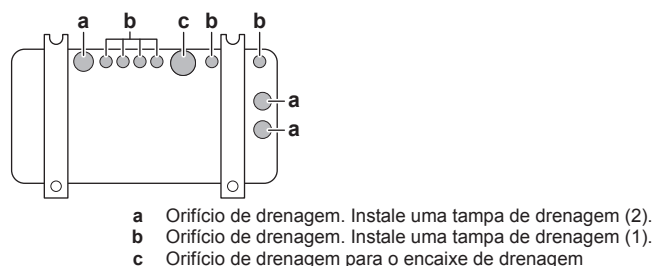 a b c b b
a
a
a Orifício de drenagem. Instale uma tampa de drenagem (2).
b Orifício de drenagem. Instale uma tampa de drenagem (1).
c Orifício de drenagem para o encaixe de drenagem